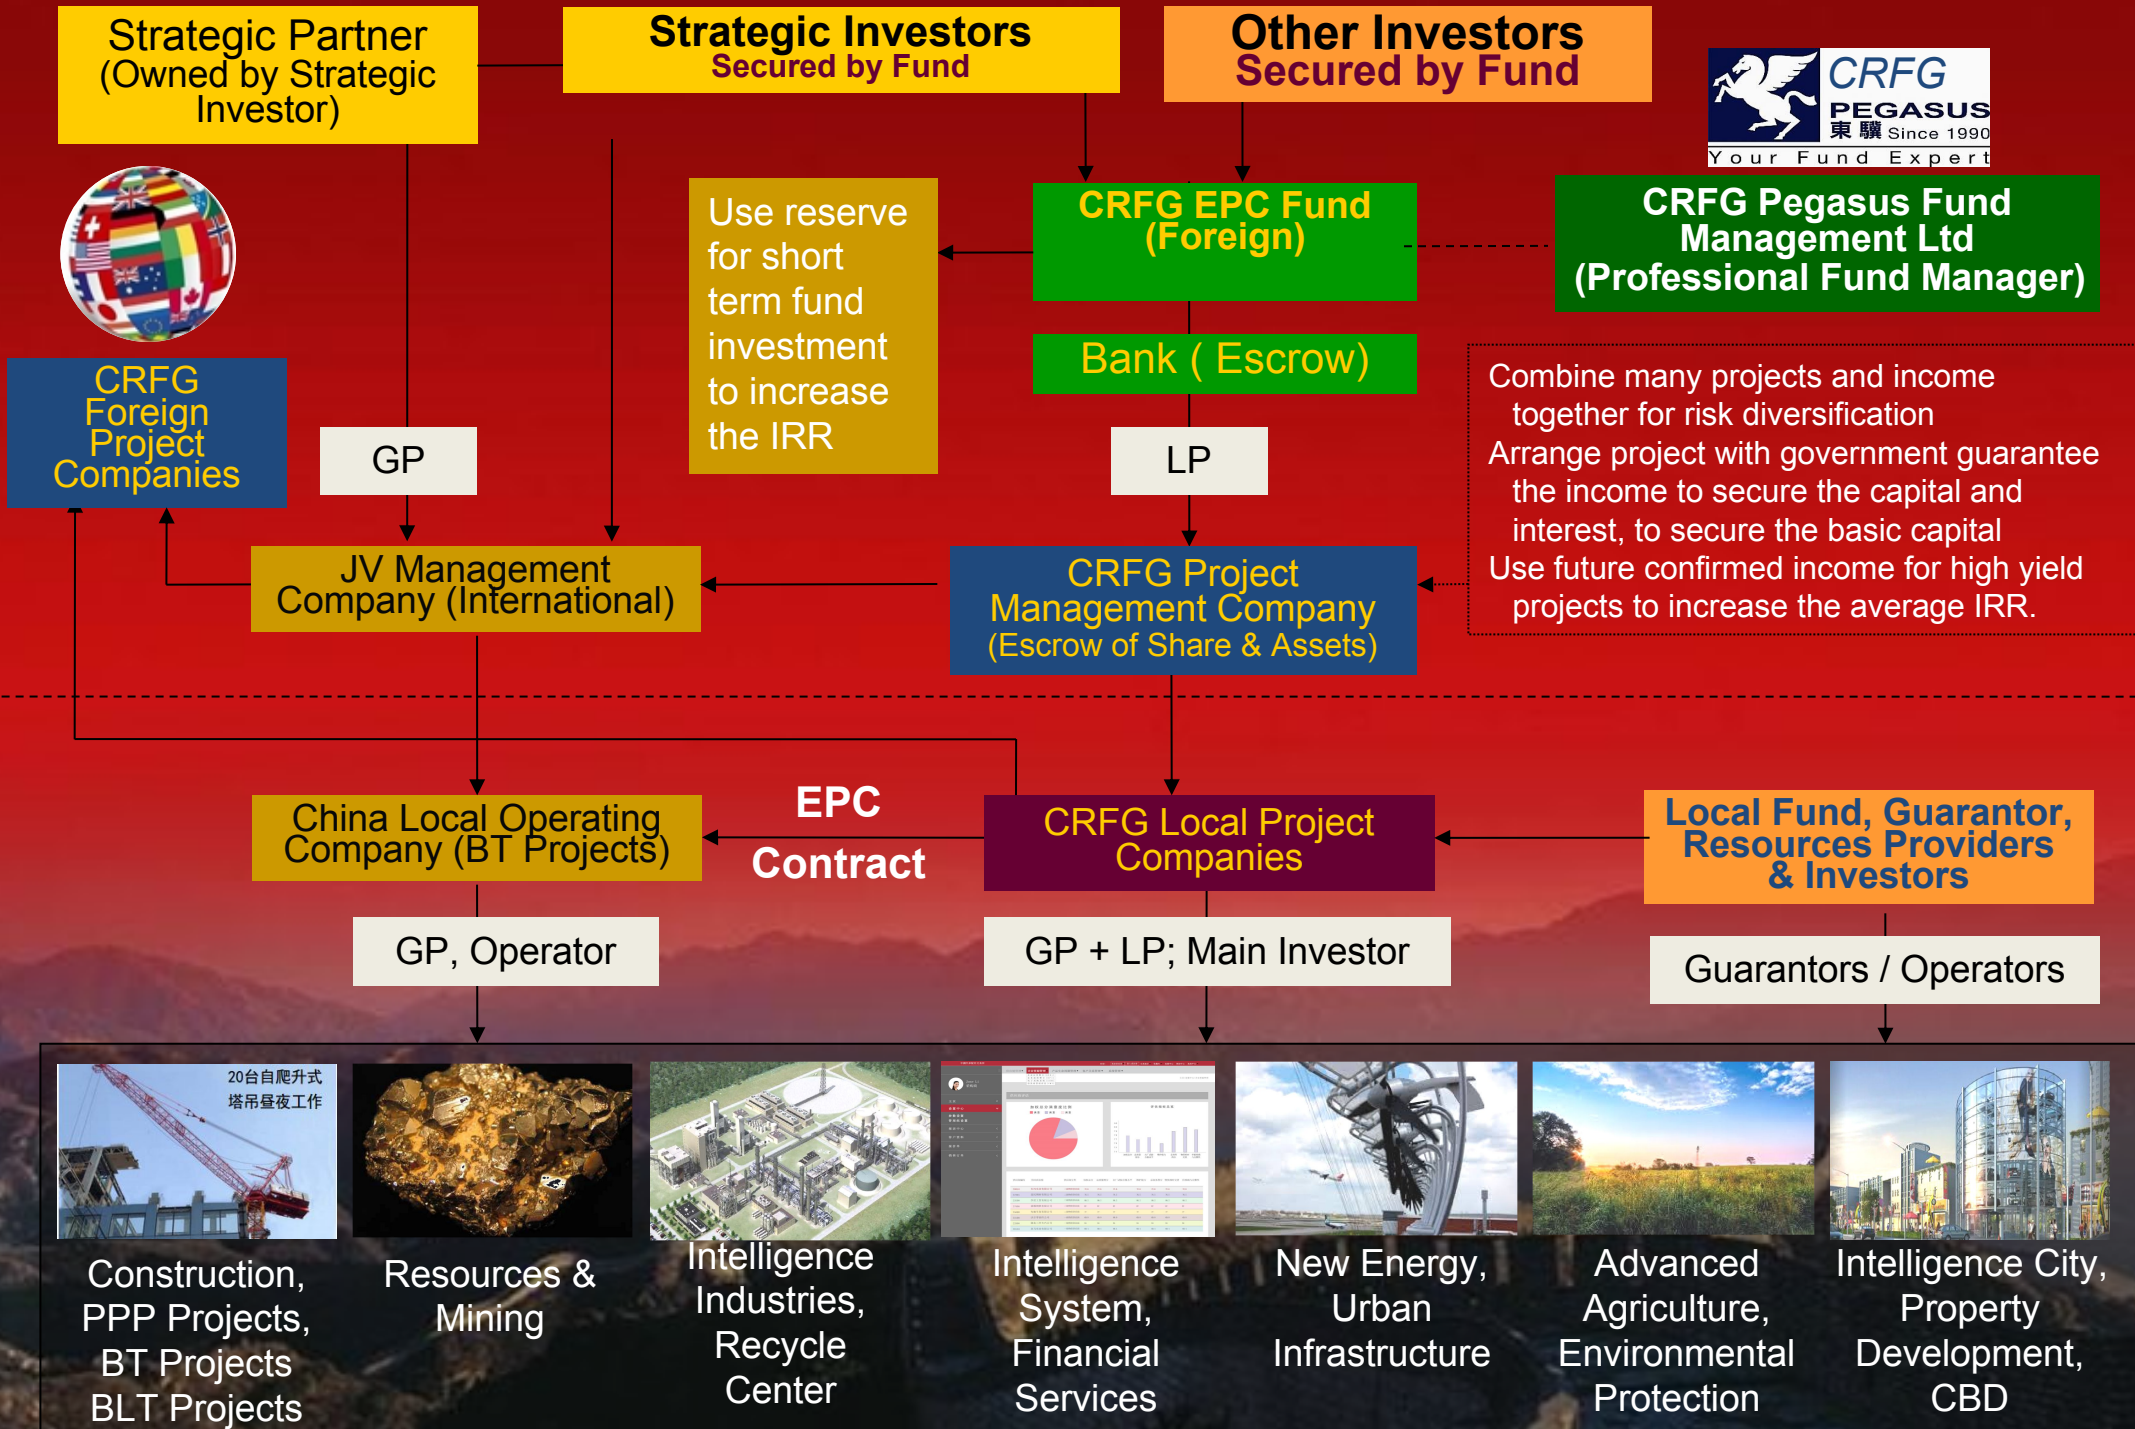 Strategic Partner
(Owned by Strategic
Investor)
Strategic Investors
Secured by Fund
Other Investors
Secured by Fund
CRFG
PEGASUS
東驥 Since 1990
Your Fund Expert
Use reserve
for short
term fund
investment
to increase
the IRR
CRFG EPC Fund
(Foreign)
CRFG Pegasus Fund
Management Ltd
(Professional Fund Manager)
Bank ( Escrow)
CRFG
Foreign
Project
Companies
GP
LP
Combine many projects and income
together for risk diversification
Arrange project with government guarantee
the income to secure the capital and
interest, to secure the basic capital
Use future confirmed income for high yield
projects to increase the average IRR.
JV Management
Company (International)
CRFG Project
Management Company
(Escrow of Share & Assets)
China Local Operating
Company (BT Projects)
EPC
Contract
CRFG Local Project
Companies
Local Fund, Guarantor,
Resources Providers
& Investors
GP, Operator
GP + LP; Main Investor
Guarantors / Operators
20台自爬升式
塔吊昼夜工作
Construction,
PPP Projects,
BT Projects
BLT Projects
Resources &
Mining
Intelligence
Industries,
Recycle
Center
Intelligence
System,
Financial
Services
New Energy,
Urban
Infrastructure
Advanced
Agriculture,
Environmental
Protection
Intelligence City,
Property
Development,
CBD